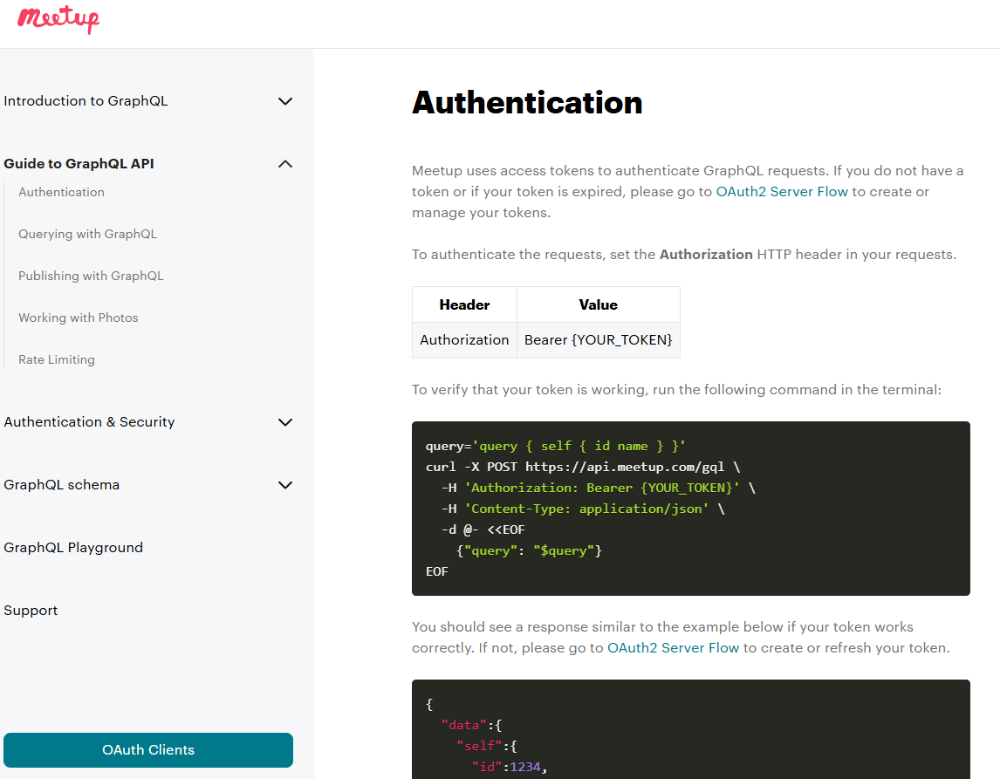 Meetup
Introduction to GraphQL
Guide to GraphQL API
Authentication
Querying with GraphQL
Publishing with GraphQL
Working with Photos
Rate Limiting
Authentication & Security
GraphQL schema
GraphQL Playground
Support
OAuth Clients
Authentication
Meetup uses access tokens to authenticate GraphQL requests. If you do not have a
token or if your token is expired, please go to OAuth2 Server Flow to create or
manage your tokens.
To authenticate the requests, set the Authorization HTTP header in your requests.
Header Value
Authorization Bearer {YOUR_TOKEN}
To verify that your token is working, run the following command in the terminal:
query='query { self { id name } }'
curl -X POST https://api.meetup.com/gql \
  -H 'Authorization: Bearer {YOUR_TOKEN}' \
  -H 'Content-Type: application/json' \
  -d @- <<EOF
    {"query": "$query"}
EOF
You should see a response similar to the example below if your token works
correctly. If not, please go to OAuth2 Server Flow to create or refresh your token.
{
  "data":{
    "self":{
      "id":1234,